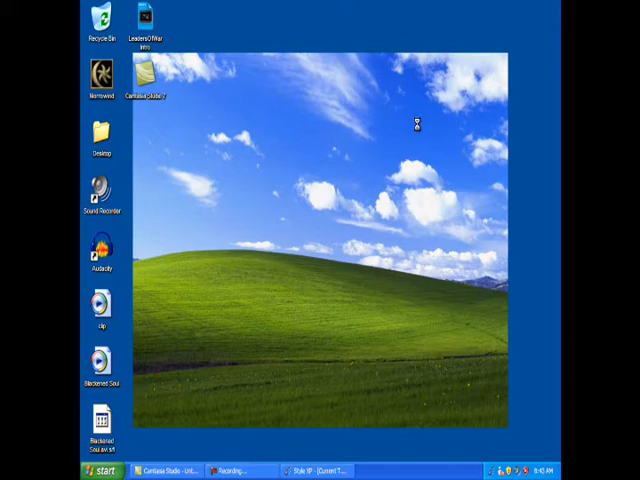 Recycle Bin
LeadersOfWar
Intro
Morrowind
Camtasia Studio 7
Desktop
Sound Recorder
Audacity
clip
Blackened Soul
Blackened
Soul.avi.sfl
start
Camtasia Studio - Unt...
Recording...
Style XP - [Current T...
8:45 AM